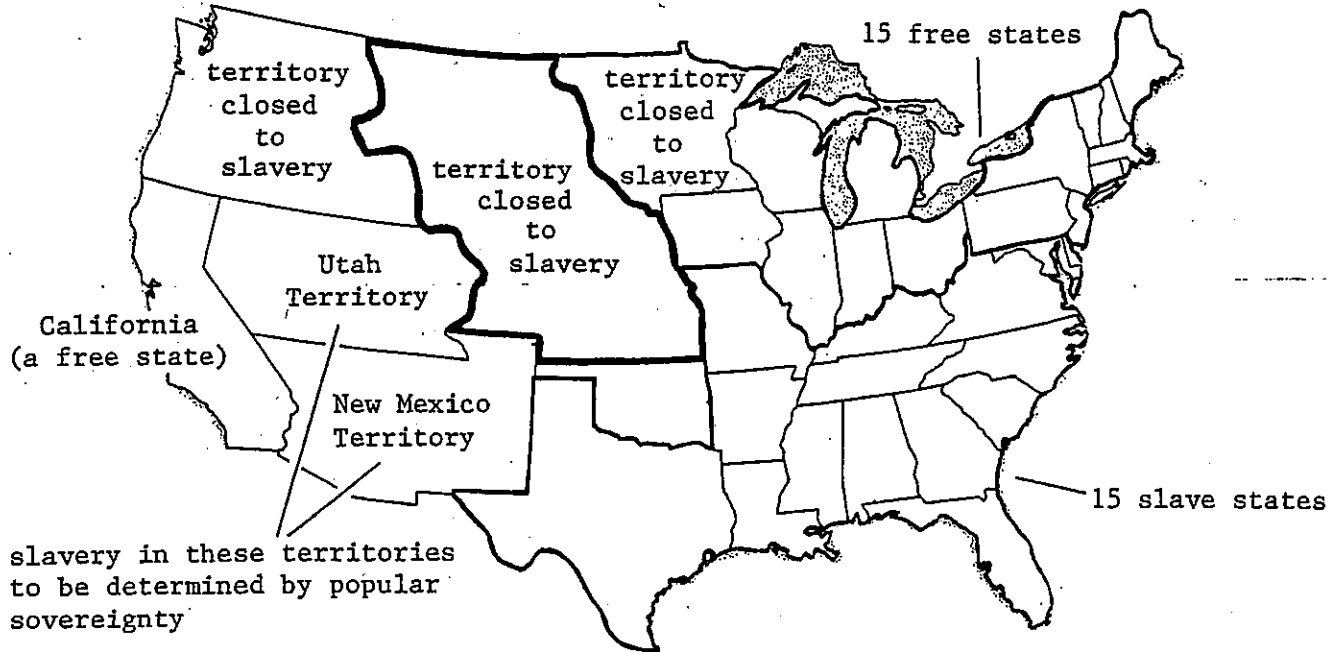 15 free states
territory
closed
to
slavery
territory
closed
to
slavery
territory
closed
to
slavery
Utah
Territory
California
(a free state)
New Mexico
Territory
15 slave states
slavery in these territories
to be determined by popular
sovereignty